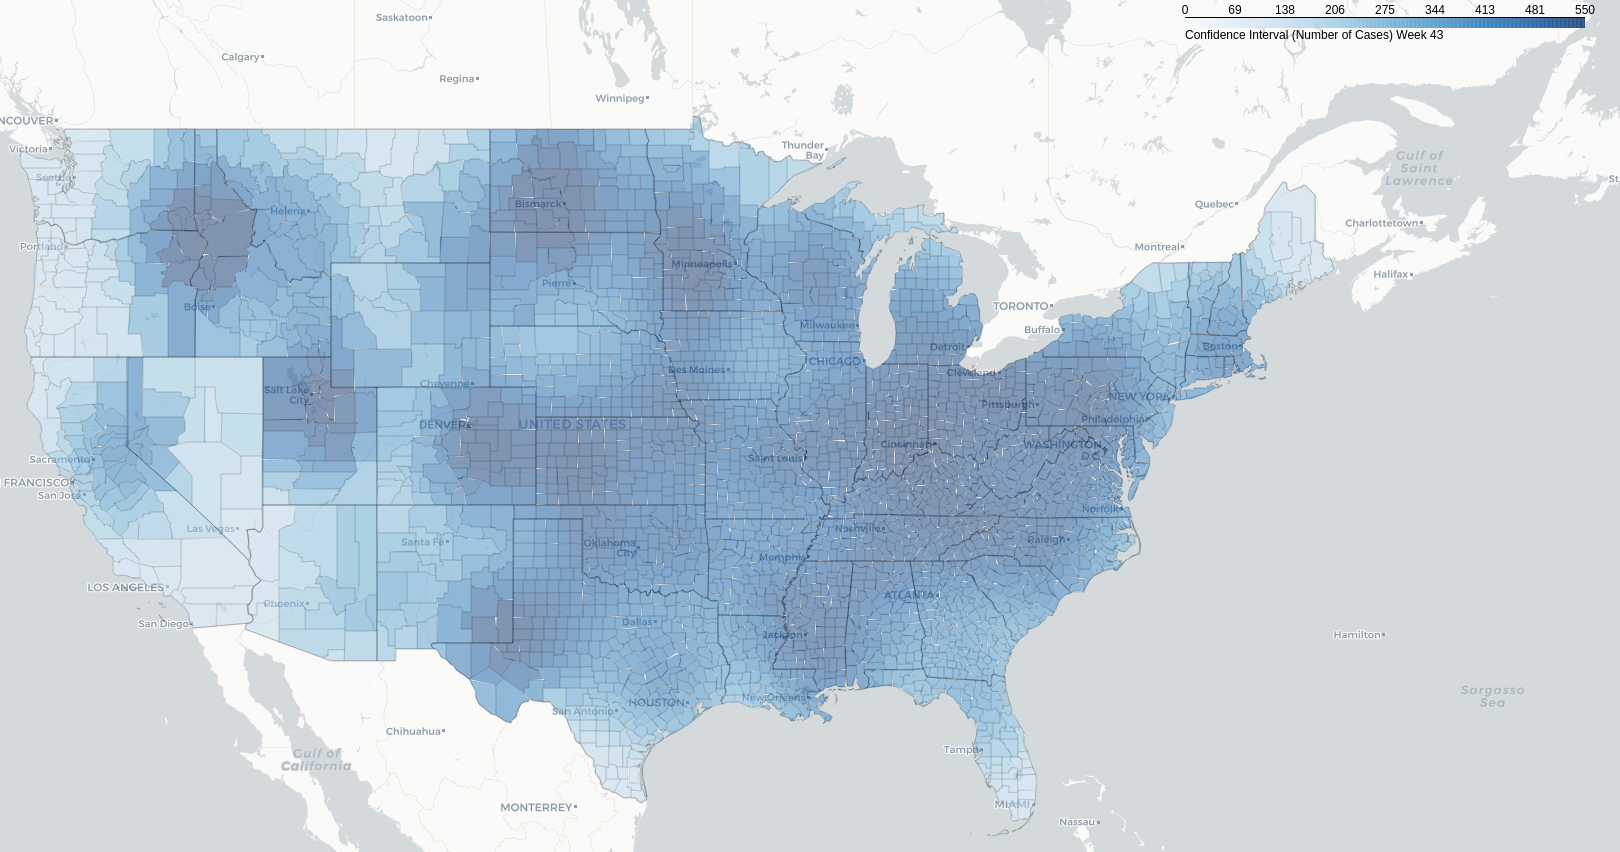 0 69 138 206 275 344 413 481 550
Confidence Interval (Number of Cases) Week 43
Saskatoon
Calgary
Regina
Winnipeg
NCOUVER
Victoria
Seattle
Thunder
Bay
Gulf of
Saint
Lawrence
St
Quebec
Charlottetown
Bismarck
Helena
Portland
Montreal
Minneapolis
Halifax
Pierre
Boise
TORONTO
Milwaukee
Buffalo
Detroit
Boston
CHICAGO
Des Moines
Cleveland
Cheyenne
Salt Lake
City
NEW YORK
Pittsburgh
Philadelphia
DENVER
UNITED STATES
Cincinnati
WASHINGTON
D.C.
Sacramento
Saint Louis
FRANCISCO
San Jose
Norfolk
Las Vegas
Nashville
Santa Fe
Oklahoma
City
Raleigh
Memphis
LOS ANGELES
ATLANTA
Phoenix
San Diego
Dallas
Jackson
Hamilton
Sargasso
Sea
New Orleans
HOUSTON
San Antonio
Chihuahua
Gulf of
California
Tampa
MONTERREY
MIAMI
Nassau